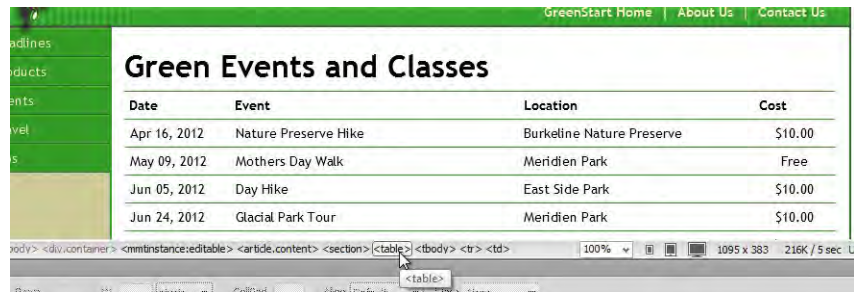 GreenStart Home | About Us | Contact Us
adlines
oducts
ents
vel
s
Green Events and Classes
Date Event Location Cost
Apr 16, 2012 Nature Preserve Hike Burkeline Nature Preserve $10.00
May 09, 2012 Mothers Day Walk Meridien Park Free
Jun 05, 2012 Day Hike East Side Park $10.00
Jun 24, 2012 Glacial Park Tour Meridien Park $10.00
body> <div.container> <mmtinstance:editable> <article.content> <section> <table> <tbody> <tr> <td> 100% 1095 x 383 216K / 5 sec U
<table>